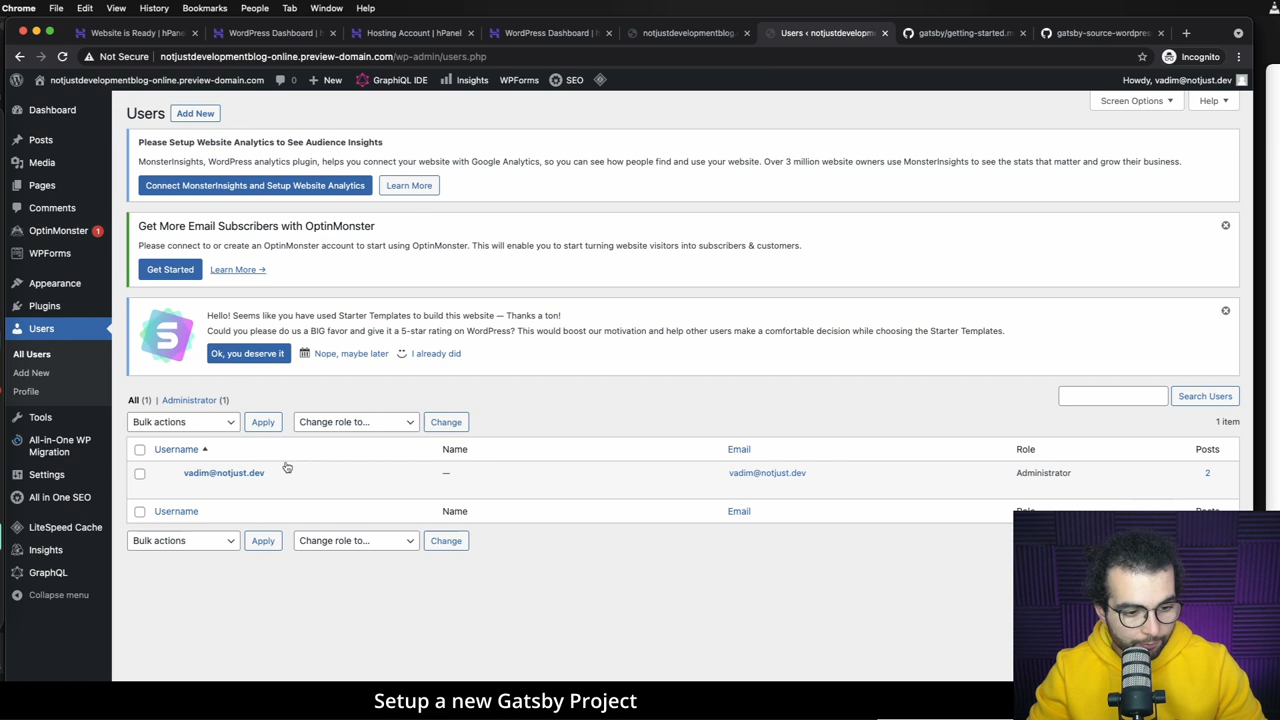 Chrome File Edit View History Bookmarks People Tab Window Help
Website is Ready | hPanel WordPress Dashboard | h Hosting Account | hPanel WordPress Dashboard | h notjustdevelopmentblog. Users < notjustdevelopment gatsby/getting-started.m gatsby-source-wordpress
Not Secure notjustdevelopmentblog-online.preview-domain.com/wp-admin/users.php Incognito
notjustdevelopmentblog-online.preview-domain.com 0 + New GraphiQL IDE Insights WPForms SEO Howdy, vadim@notjust.dev
Screen Options Help
Dashboard
Posts
Media
Pages
Comments
OptinMonster 1
WPForms
Appearance
Plugins
Users
All Users
Add New
Profile
Tools
All-in-One WP
Migration
Settings
All in One SEO
LiteSpeed Cache
Insights
GraphQL
Collapse menu
Users Add New
Please Setup Website Analytics to See Audience Insights
MonsterInsights, WordPress analytics plugin, helps you connect your website with Google Analytics, so you can see how people find and use your website. Over 3 million website owners use MonsterInsights to see the stats that matter and grow their business.
Connect MonsterInsights and Setup Website Analytics Learn More
Get More Email Subscribers with OptinMonster
Please connect to or create an OptinMonster account to start using OptinMonster. This will enable you to start turning website visitors into subscribers & customers.
Get Started Learn More →
Hello! Seems like you have used Starter Templates to build this website — Thanks a ton!
Could you please do us a BIG favor and give it a 5-star rating on WordPress? This would boost our motivation and help other users make a comfortable decision while choosing the Starter Templates.
Ok, you deserve it Nope, maybe later I already did
All (1) | Administrator (1)
Search Users
Bulk actions Apply Change role to... Change 1 item
Username Name Email Role Posts
vadim@notjust.dev — vadim@notjust.dev Administrator 2
Username Name Email
Bulk actions Apply Change role to... Change
Setup a new Gatsby Project